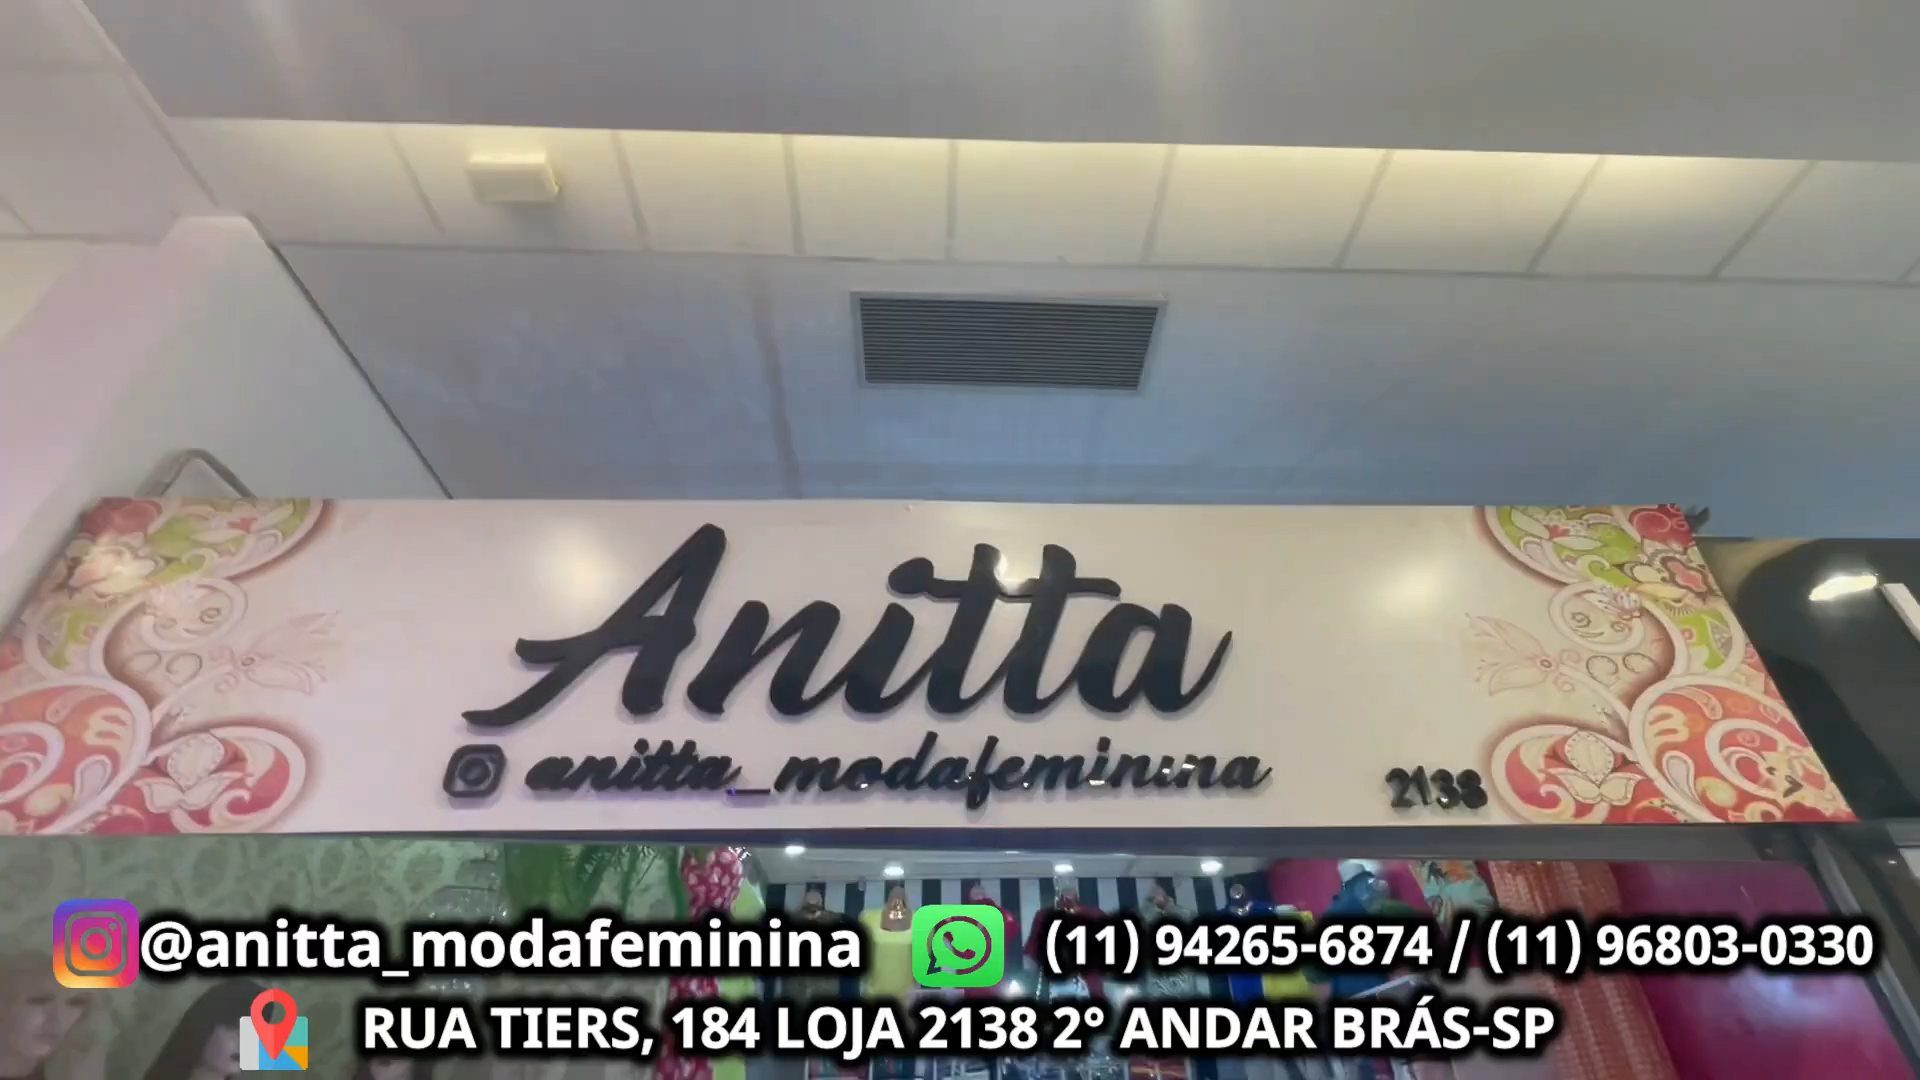 Anitta
anitta_modafeminina
2138
@anitta_modafeminina (11) 94265-6874 / (11) 96803-0330
RUA TIERS, 184 LOJA 2138 2° ANDAR BRÁS-SP